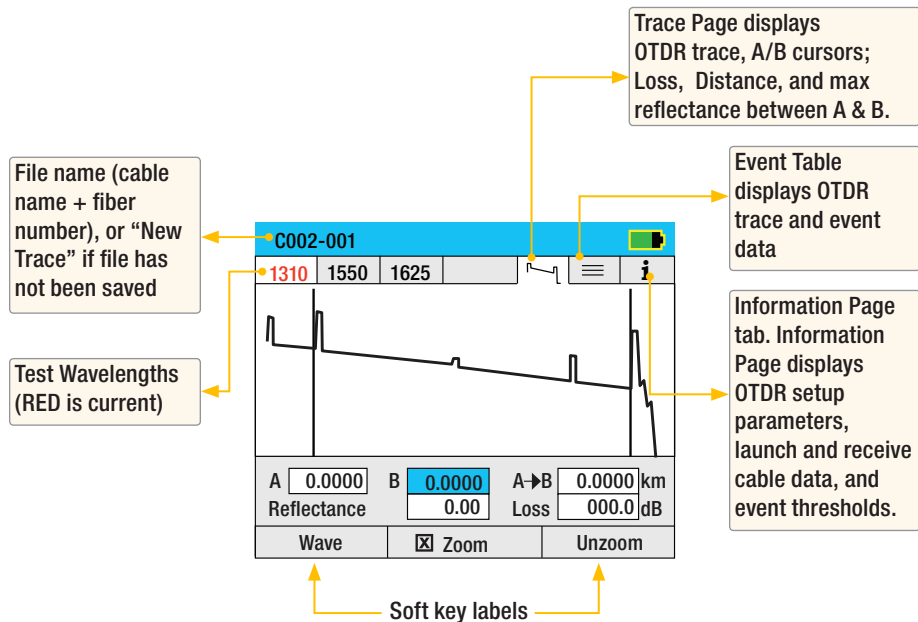 Trace Page displays
OTDR trace, A/B cursors;
Loss, Distance, and max
reflectance between A & B.
File name (cable
name + fiber
number), or “New
Trace” if file has
not been saved
Event Table
displays OTDR
trace and event
data
C002-001
1310 1550 1625 i
Information Page
tab. Information
Page displays
OTDR setup
parameters,
launch and receive
cable data, and
event thresholds.
Test Wavelengths
(RED is current)
A 0.0000 B 0.0000 A→B 0.0000 km
Reflectance 0.00 Loss 000.0 dB
Wave X Zoom Unzoom
Soft key labels